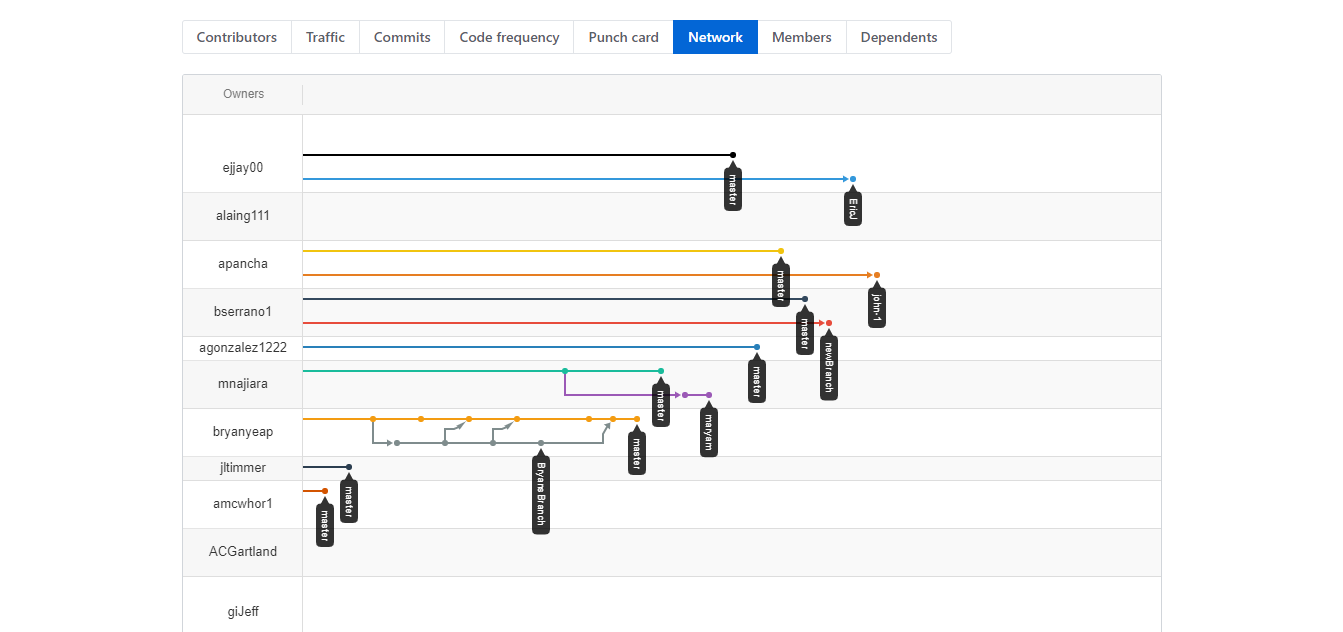 Contributors Traffic Commits Code frequency Punch card Network Members Dependents
Owners
ejjay00
master
EricJ
alaing111
apancha
master
john-1
bserrano1
master
newBranch
agonzalez1222
master
mnajiara
master
maryam
bryanyeap
master
BryansBranch
jltimmer
master
amcwhor1
master
ACGartland
giJeff